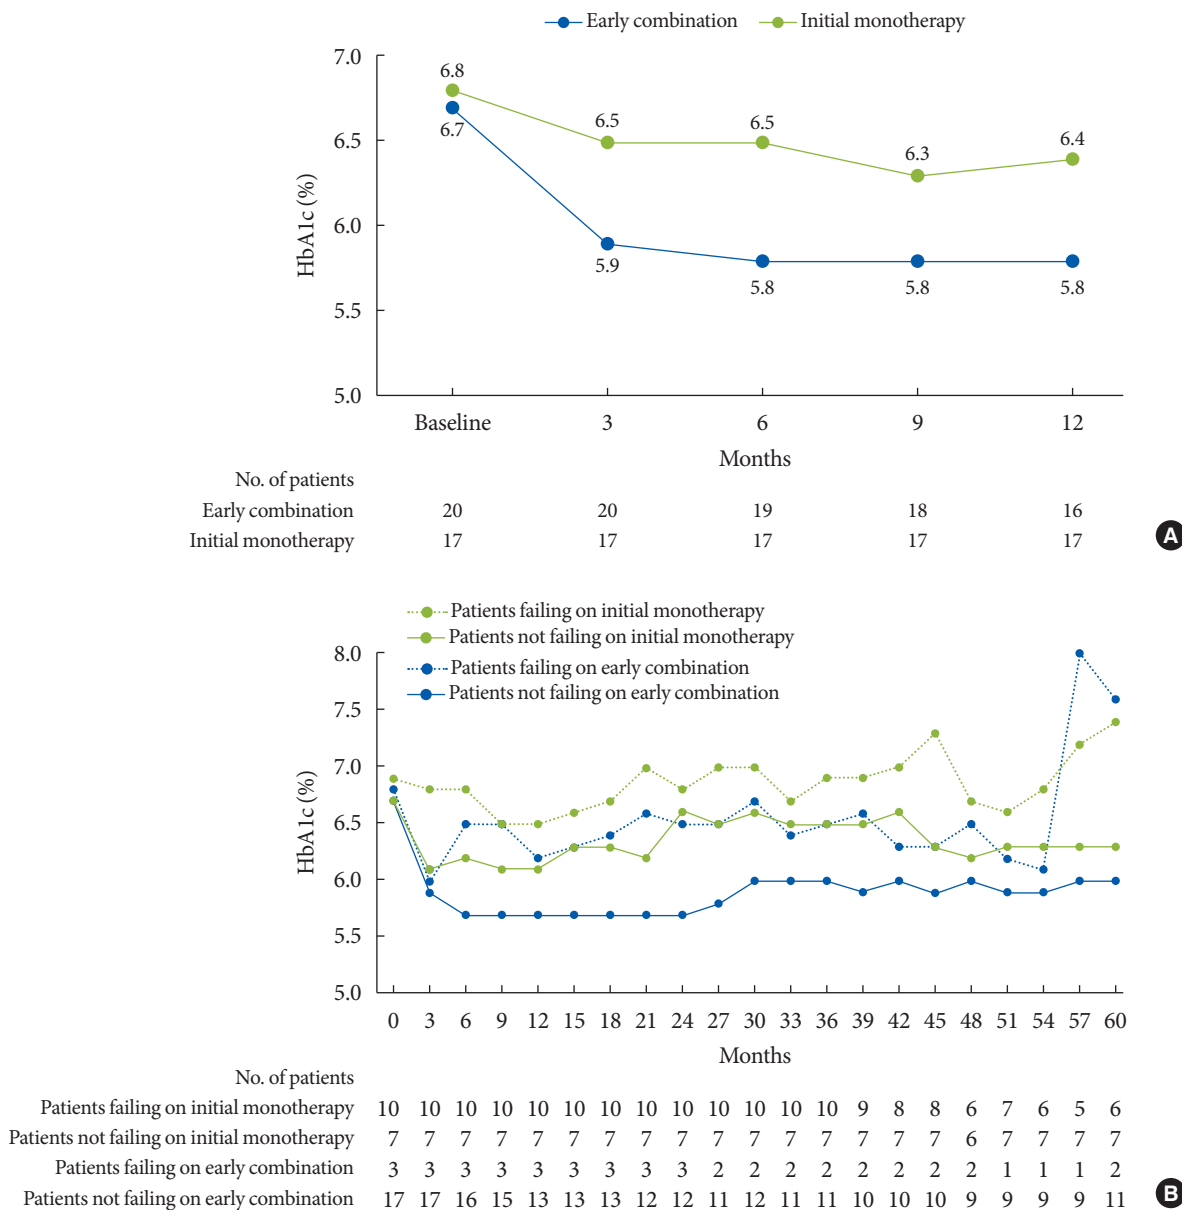 Early combination Initial monotherapy
7.0
6.8
6.7
6.5
6.5
6.5
6.4
6.3
6.0
5.9
5.8
5.8
5.8
5.5
5.0
HbA1c (%)
Baseline 3 6 9 12
Months
No. of patients
Early combination 20 20 19 18 16
Initial monotherapy 17 17 17 17 17
A
Patients failing on initial monotherapy
Patients not failing on initial monotherapy
Patients failing on early combination
Patients not failing on early combination
8.0
7.5
7.0
6.5
6.0
5.5
5.0
HbA1c (%)
0 3 6 9 12 15 18 21 24 27 30 33 36 39 42 45 48 51 54 57 60
Months
No. of patients
Patients failing on initial monotherapy 10 10 10 10 10 10 10 10 10 10 10 10 10 9 8 8 6 7 6 5 6
Patients not failing on initial monotherapy 7 7 7 7 7 7 7 7 7 7 7 7 7 7 7 7 6 7 7 7 7
Patients failing on early combination 3 3 3 3 3 3 3 3 3 2 2 2 2 2 2 2 2 1 1 1 2
Patients not failing on early combination 17 17 16 15 13 13 13 12 12 11 12 11 11 10 10 10 9 9 9 9 11
B